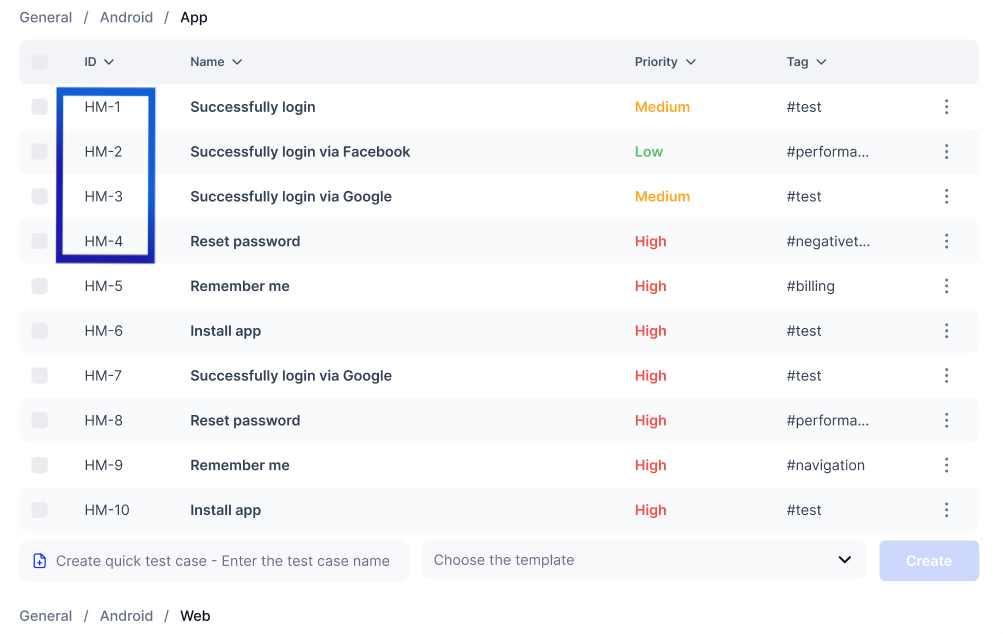 General / Android / App
ID Name Priority Tag
HM-1 Successfully login Medium #test
HM-2 Successfully login via Facebook Low #performa...
HM-3 Successfully login via Google Medium #test
HM-4 Reset password High #negativet...
HM-5 Remember me High #billing
HM-6 Install app High #test
HM-7 Successfully login via Google High #test
HM-8 Reset password High #performa...
HM-9 Remember me High #navigation
HM-10 Install app High #test
Create quick test case - Enter the test case name Choose the template Create
General / Android / Web